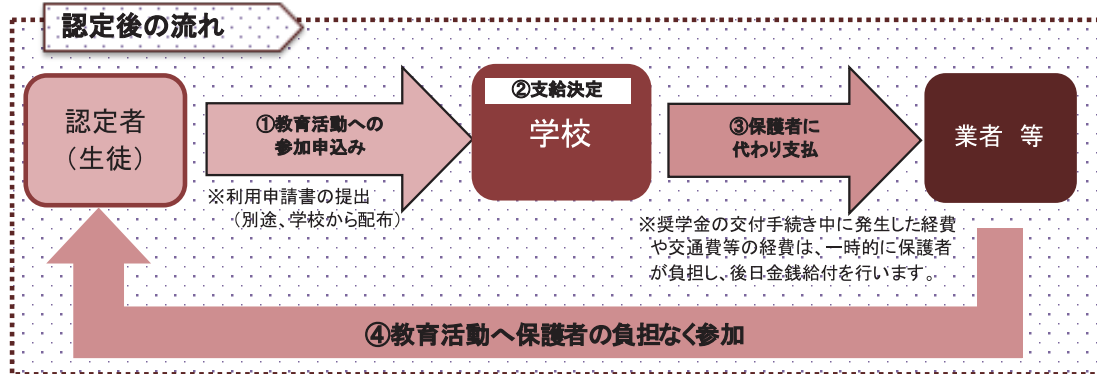 認定後の流れ
認定者
（生徒）
①教育活動への
参加申込み
※利用申請書の提出
（別途、学校から配布）
②支給決定
学校
③保護者に
代わり支払
※奨学金の交付手続き中に発生した経費
や交通費等の経費は、一時的に保護者
が負担し、後日金銭給付を行います。
業者　等
④教育活動へ保護者の負担なく参加